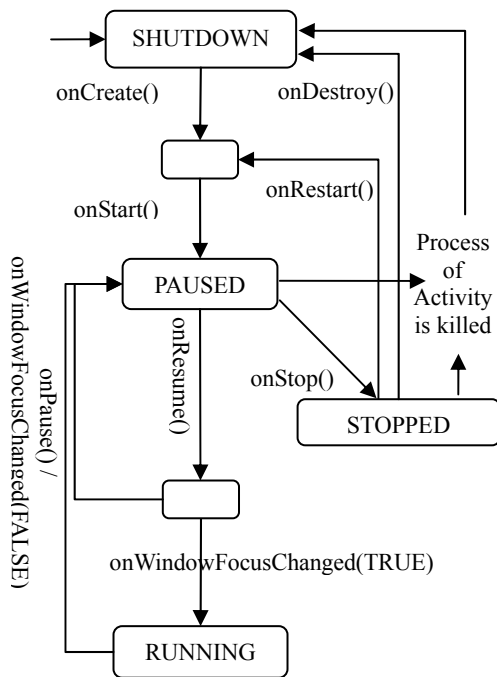 SHUTDOWN
onCreate()
onDestroy()
onRestart()
onStart()
Process
of
Activity
is killed
PAUSED
onResume()
onStop()
onPause() /
onWindowFocusChanged(FALSE)
STOPPED
onWindowFocusChanged(TRUE)
RUNNING